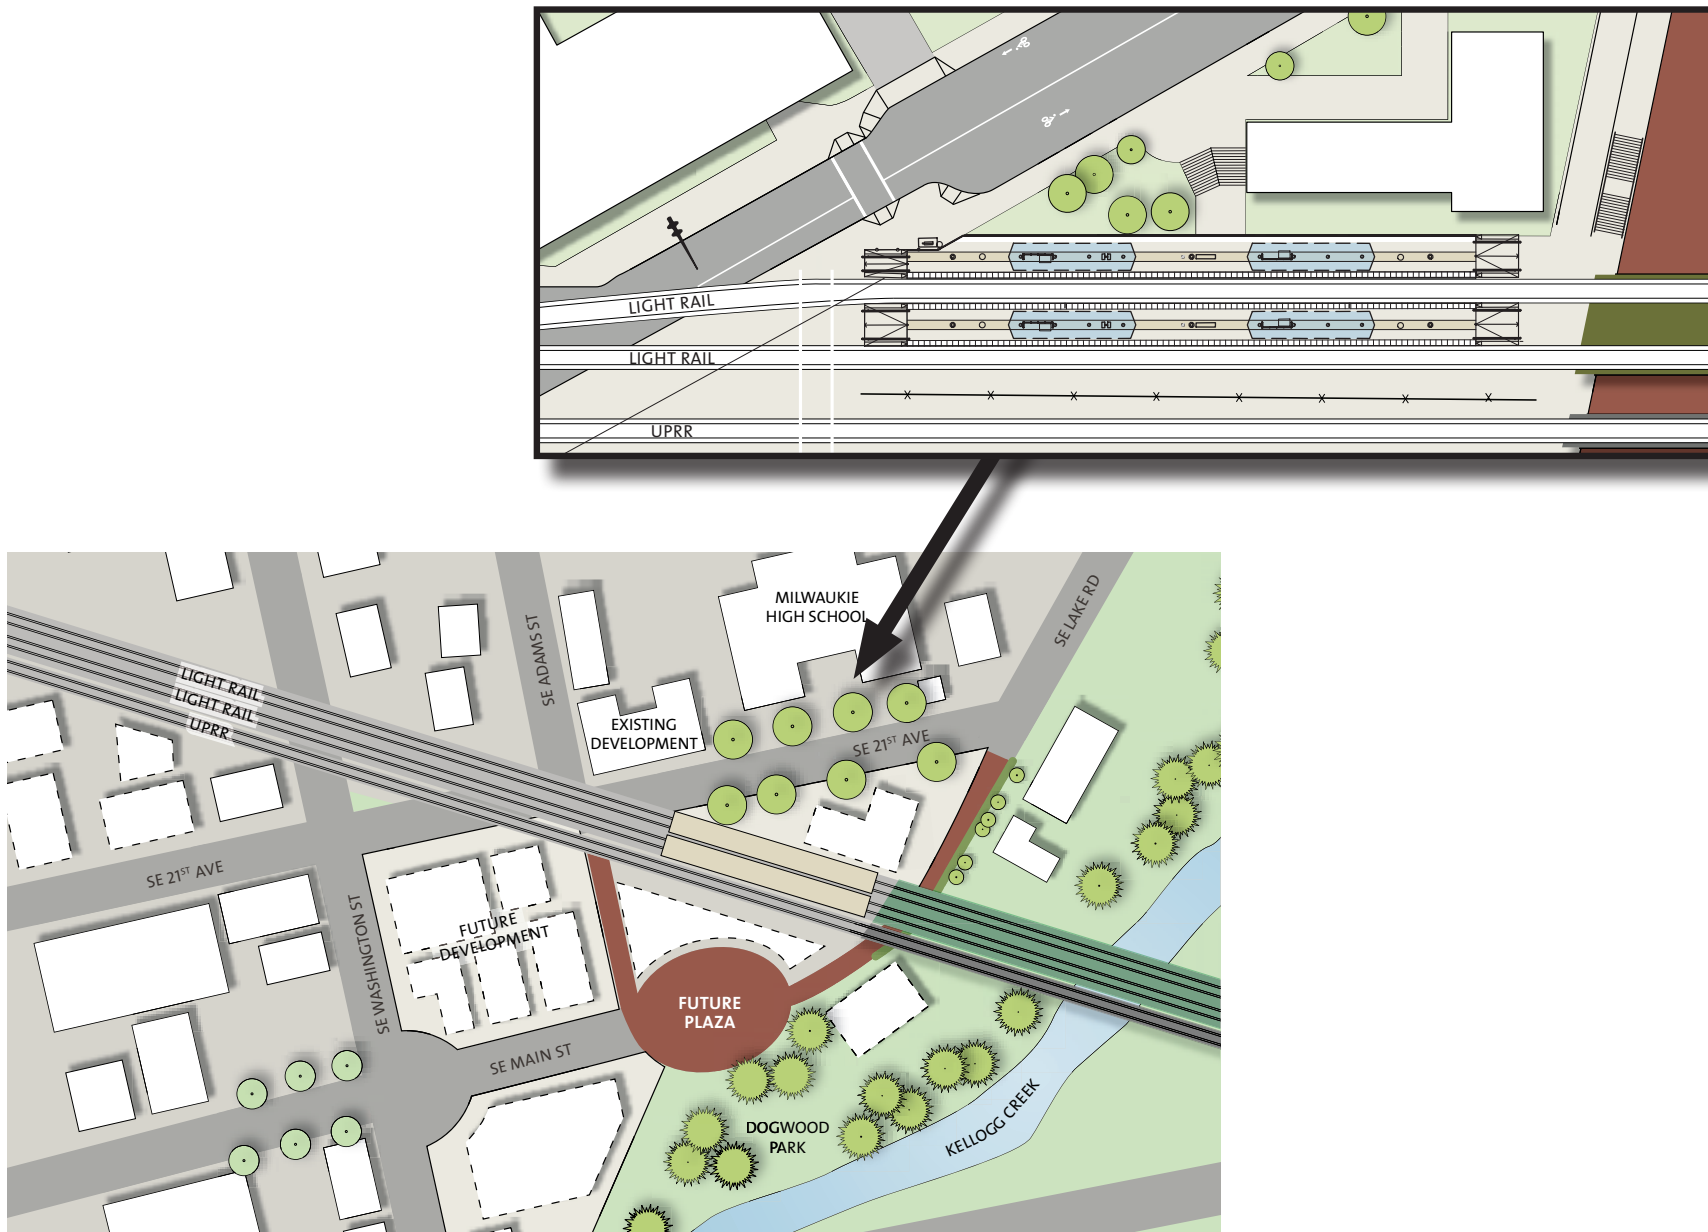 LIGHT RAIL
LIGHT RAIL
UPRR
MILWAUKIE
HIGH SCHOOL
SE LAKE RD
SE ADAMS ST
LIGHT RAIL
LIGHT RAIL
UPRR
EXISTING
DEVELOPMENT
SE 21ST AVE
SE 21ST AVE
SE WASHINGTON ST
FUTURE
DEVELOPMENT
FUTURE
PLAZA
SE MAIN ST
DOGWOOD
PARK
KELLOGG CREEK